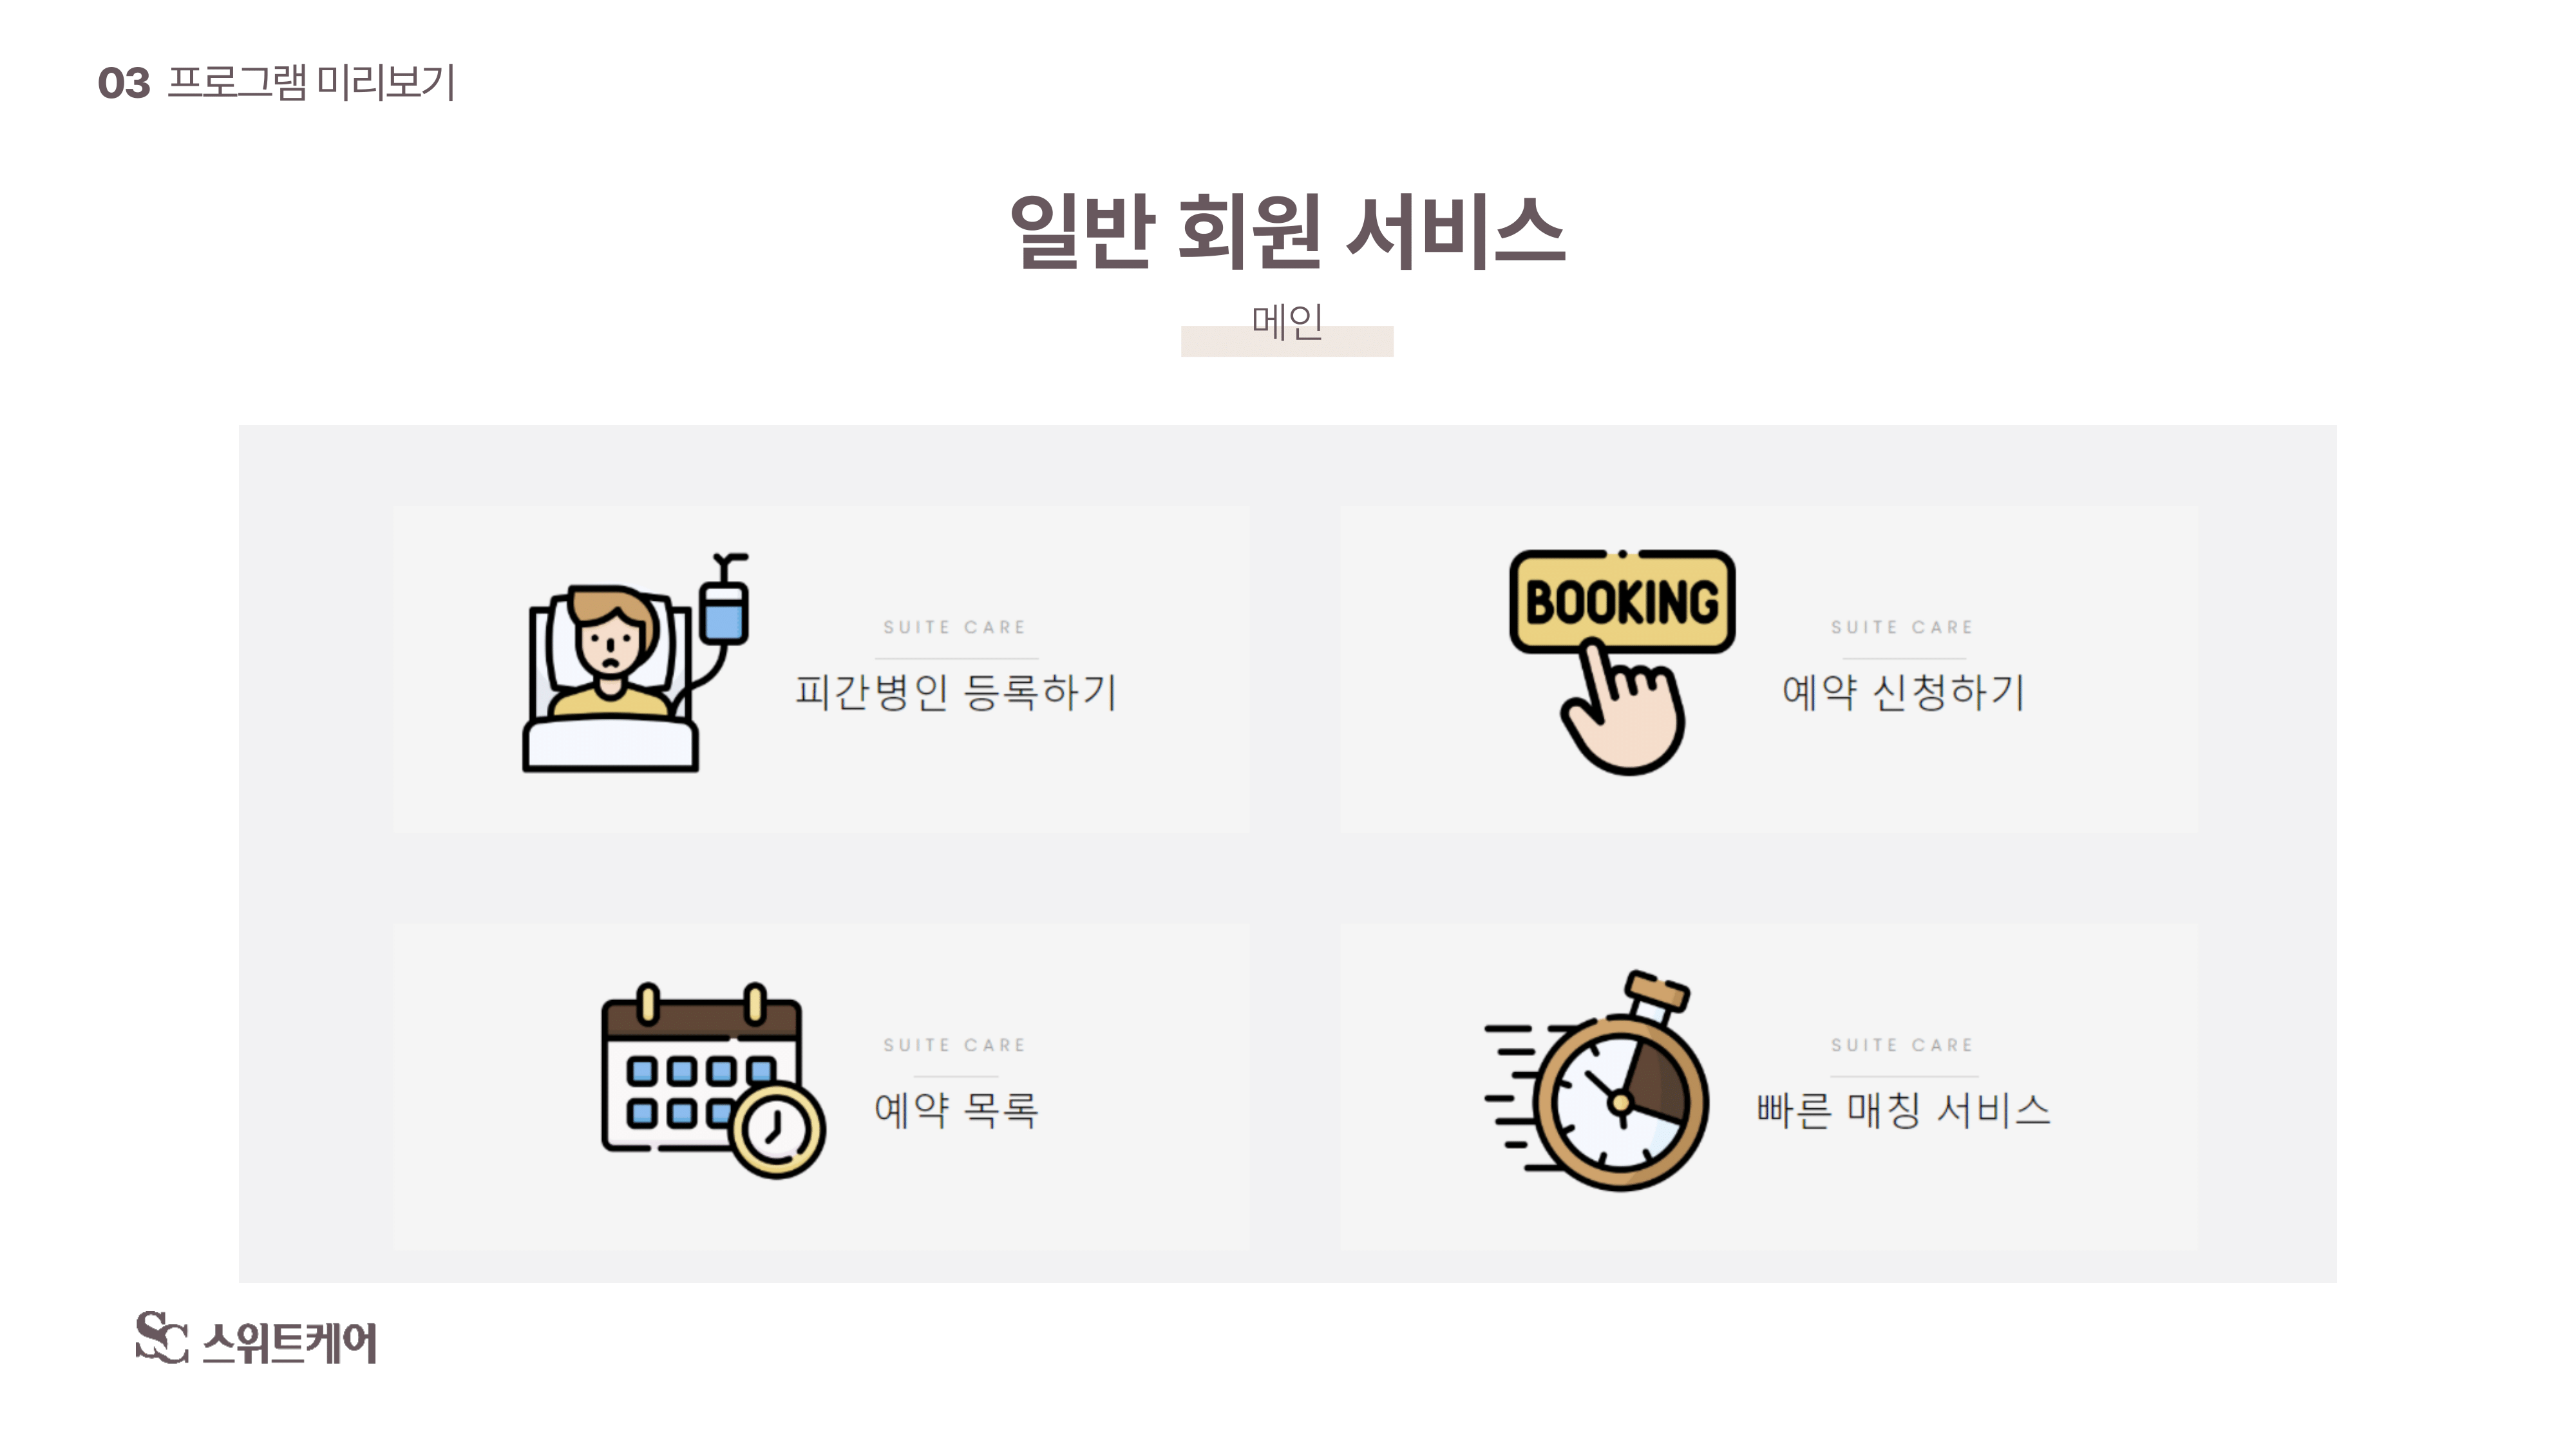 03 프로그램 미리보기
일반 회원 서비스
메인
SUITE CARE
피간병인 등록하기
BOOKING
SUITE CARE
예약 신청하기
SUITE CARE
예약 목록
SUITE CARE
빠른 매칭 서비스
SC 스위트케어